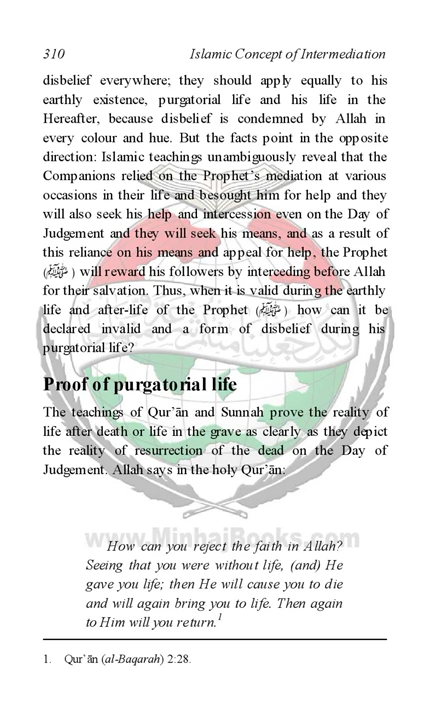 310 Islamic Concept of Intermediation
disbelief everywhere; they should apply equally to his
earthly existence, purgatorial life and his life in the
Hereafter, because disbelief is condemned by Allah in
every colour and hue. But the facts point in the opposite
direction: Islamic teachings unambiguously reveal that the
Companions relied on the Prophet's mediation at various
occasions in their life and besought him for help and they
will also seek his help and intercession even on the Day of
Judgement and they will seek his means, and as a result of
this reliance on his means and appeal for help, the Prophet
(ﷺ) will reward his followers by interceding before Allah
for their salvation. Thus, when it is valid during the earthly
life and after-life of the Prophet (ﷺ) how can it be
declared invalid and a form of disbelief during his
purgatorial life?
Proof of purgatorial life
The teachings of Qur'ān and Sunnah prove the reality of
life after death or life in the grave as clearly as they depict
the reality of resurrection of the dead on the Day of
Judgement. Allah says in the holy Qur'ān:
www.MinhajBooks.com
How can you reject the faith in Allah?
Seeing that you were without life, (and) He
gave you life; then He will cause you to die
and will again bring you to life. Then again
to Him will you return.1
1. Qur'ān (al-Baqarah) 2:28.